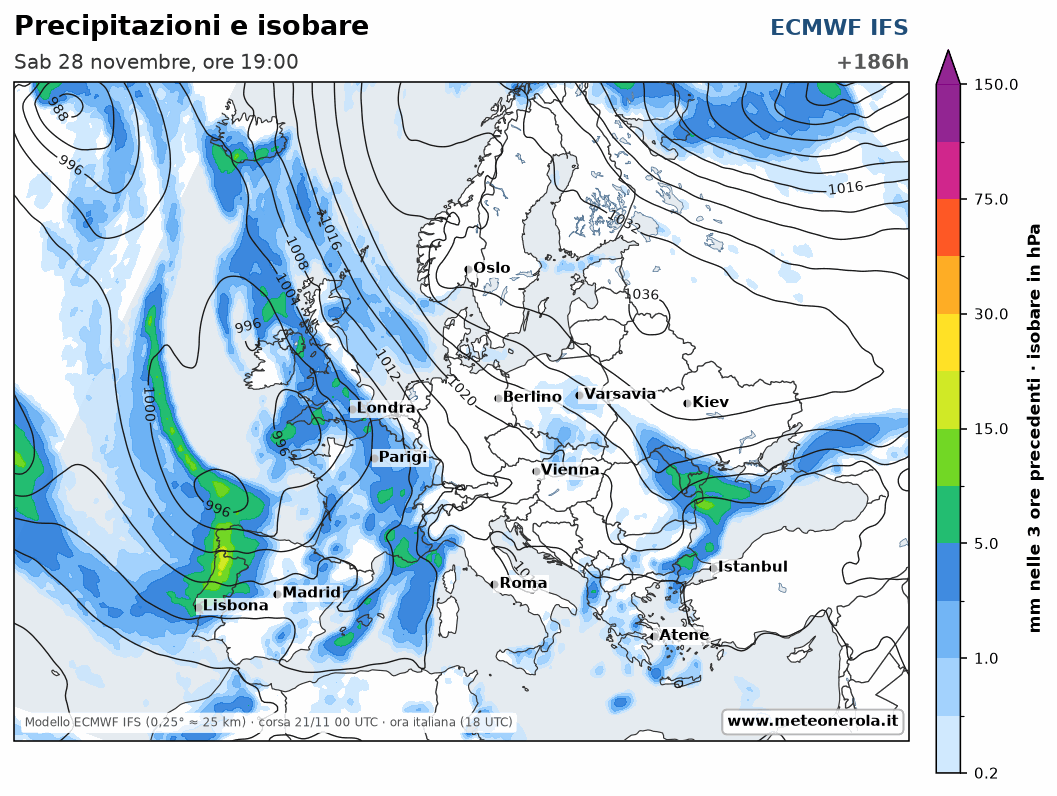 Precipitazioni e isobare
ECMWF IFS
Sab 28 novembre, ore 19:00
+186h
988
996
1016
1016
1008
1004
1032
1036
996
1012
1000
1020
996
996
Oslo
Londra
Berlino
Varsavia
Kiev
Parigi
Vienna
Roma
Istanbul
Madrid
Lisbona
Atene
Modello ECMWF IFS (0,25° ≈ 25 km) · corsa 21/11 00 UTC · ora italiana (18 UTC)
www.meteonerola.it
150.0
75.0
30.0
15.0
5.0
1.0
0.2
mm nelle 3 ore precedenti · isobare in hPa